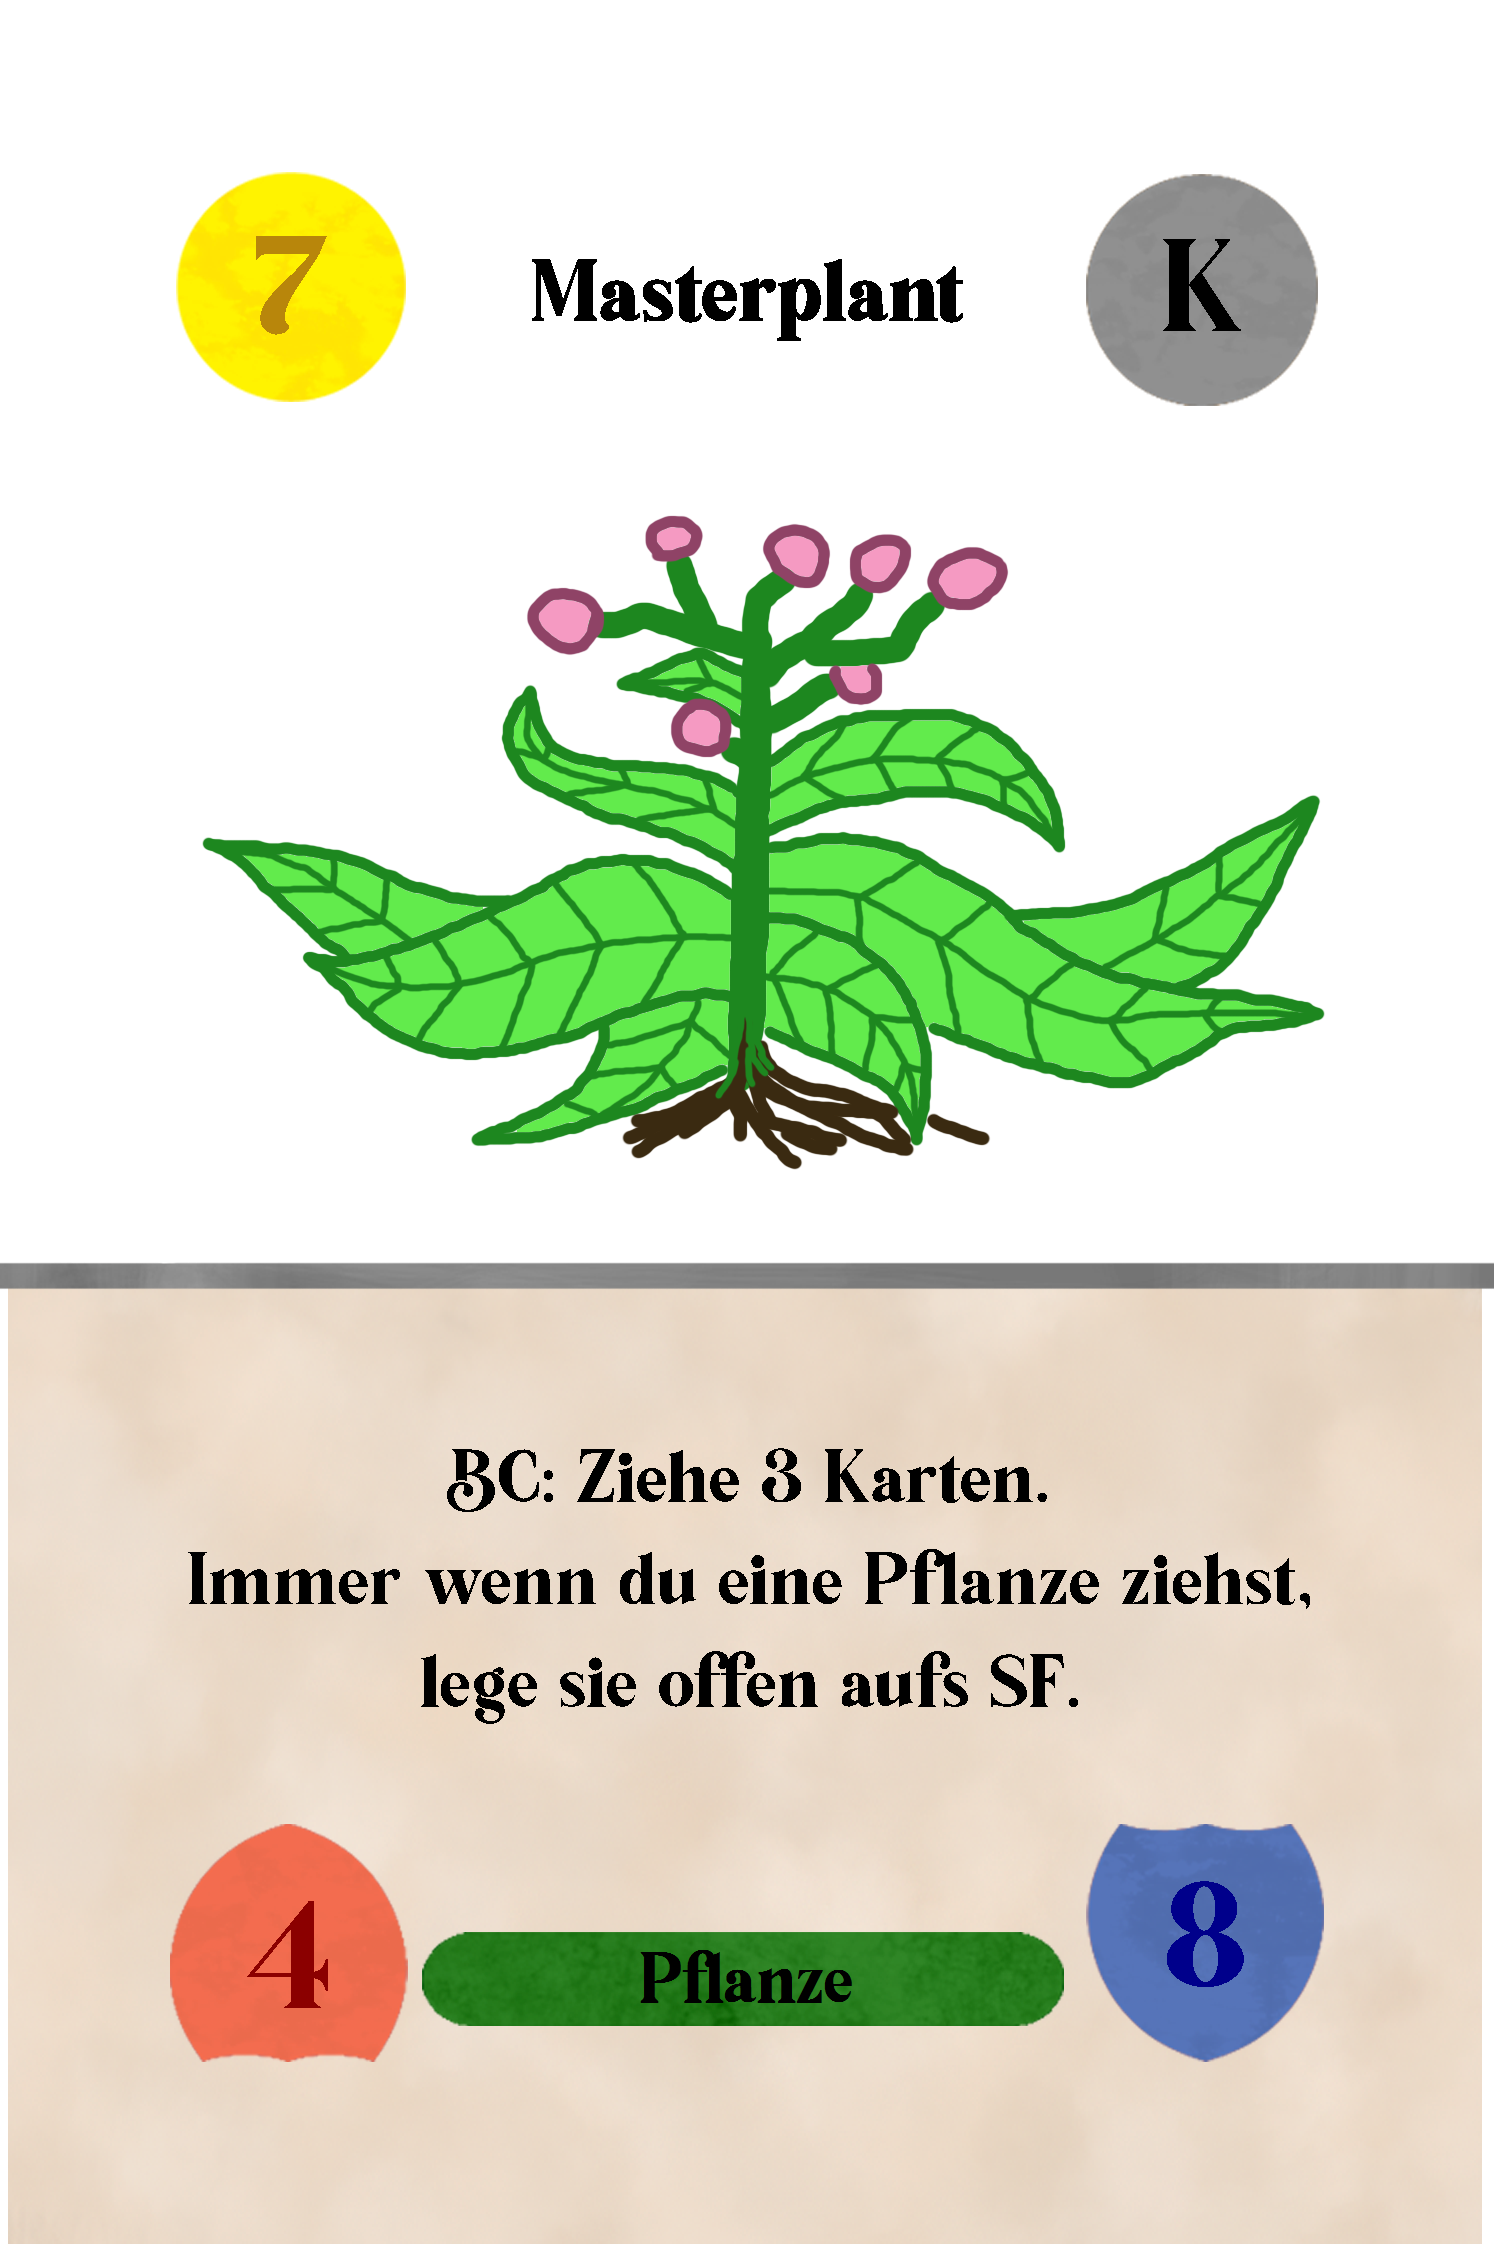 7
Masterplant
K
BC: Ziehe 3 Karten.
Immer wenn du eine Pflanze ziehst,
lege sie offen aufs SF.
4
Pflanze
8